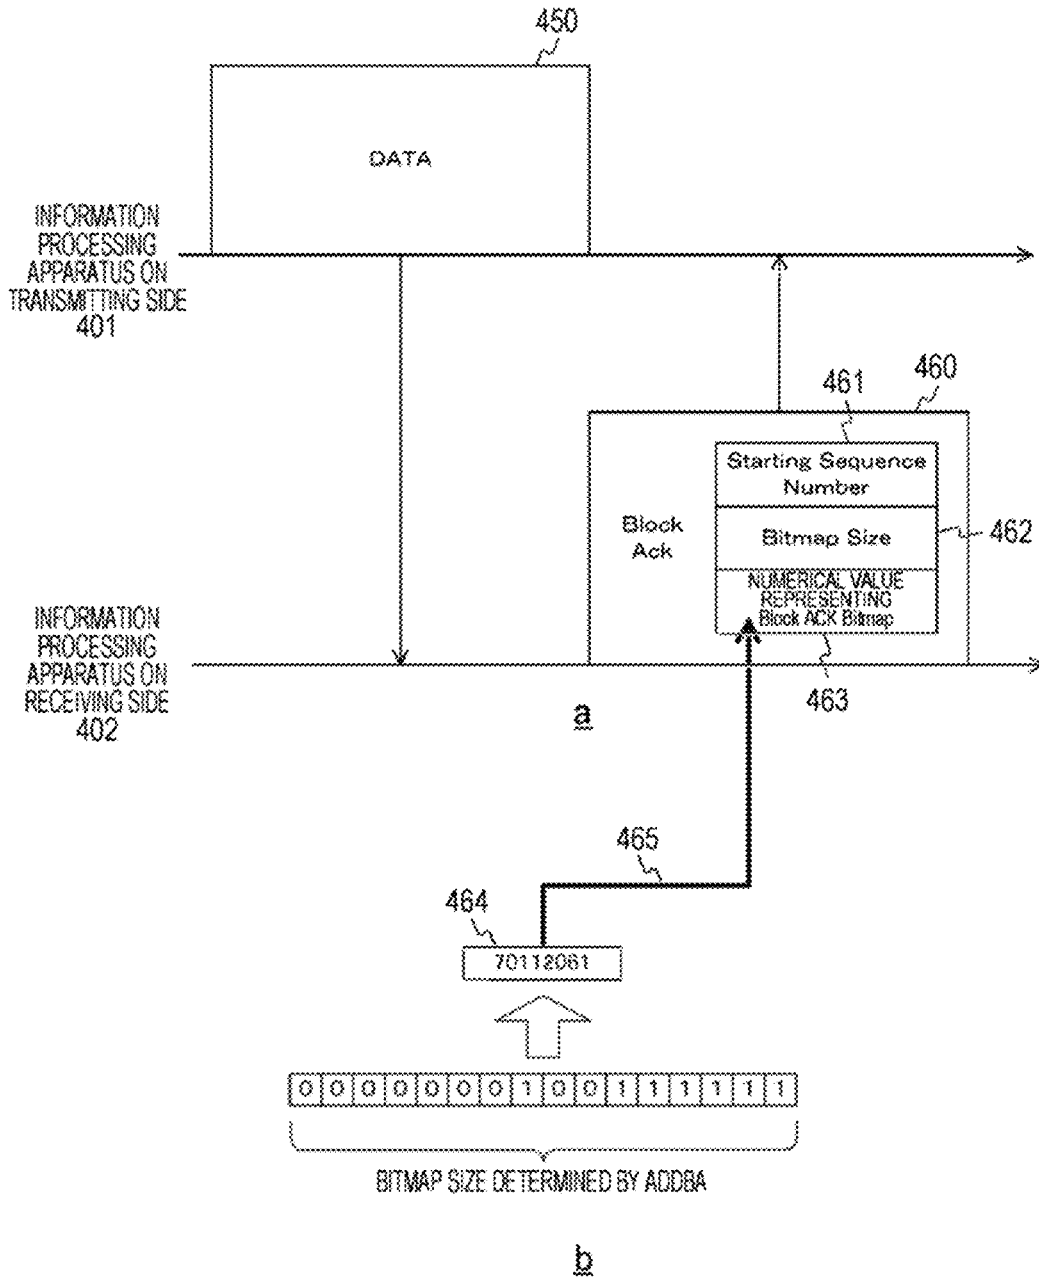 450
DATA
INFORMATION
PROCESSING
APPARATUS ON
TRANSMITTING SIDE
401
460
461
Starting Sequence
Number
Block
Ack
Bitmap Size
462
NUMERICAL VALUE
REPRESENTING
Block ACK Bitmap
INFORMATION
PROCESSING
APPARATUS ON
RECEIVING SIDE
402
463
a
465
464
70112061
0 0 0 0 0 0 0 1 0 0 1 1 1 1 1 1
BITMAP SIZE DETERMINED BY ADDBA
b